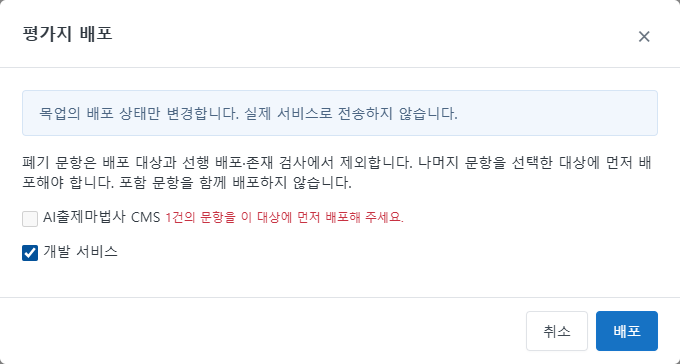 평가지 배포
×
목업의 배포 상태만 변경합니다. 실제 서비스로 전송하지 않습니다.
폐기 문항은 배포 대상과 선행 배포·존재 검사에서 제외합니다. 나머지 문항을 선택한 대상에 먼저 배
포해야 합니다. 포함 문항을 함께 배포하지 않습니다.
AI출제마법사 CMS 1건의 문항을 이 대상에 먼저 배포해 주세요.
개발 서비스
취소 배포